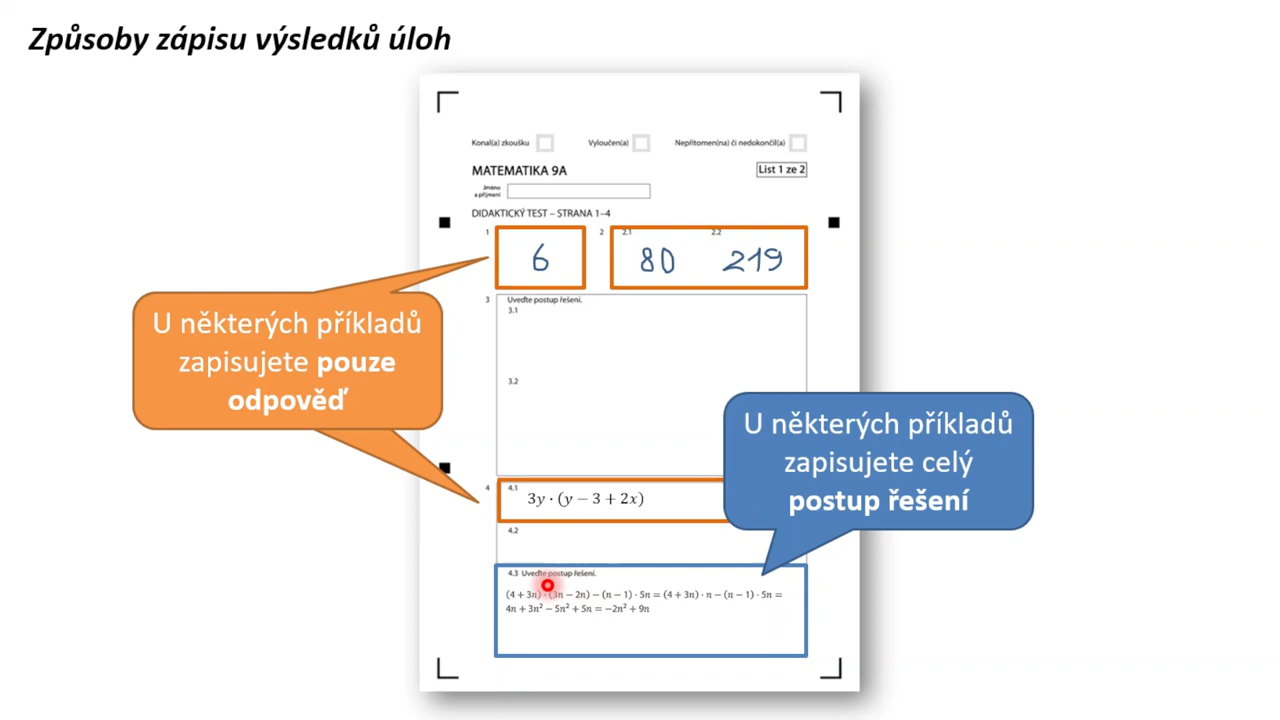 Způsoby zápisu výsledků úloh
Konal(a) zkoušku
Vyloučen(a)
Nepřítomen(na) či nedokončil(a)
MATEMATIKA 9A
List 1 ze 2
Jméno
a příjmení
DIDAKTICKÝ TEST – STRANA 1–4
1
2
2.1
2.2
6
80
219
3
Uveďte postup řešení.
3.1
3.2
U některých příkladů
zapisujete pouze
odpověď
U některých příkladů
zapisujete celý
postup řešení
4
4.1
3y · (y − 3 + 2x)
4.2
4.3 Uveďte postup řešení.
(4 + 3n) · (3n − 2n) − (n − 1) · 5n = (4 + 3n) · n − (n − 1) · 5n =
4n + 3n² − 5n² + 5n = −2n² + 9n